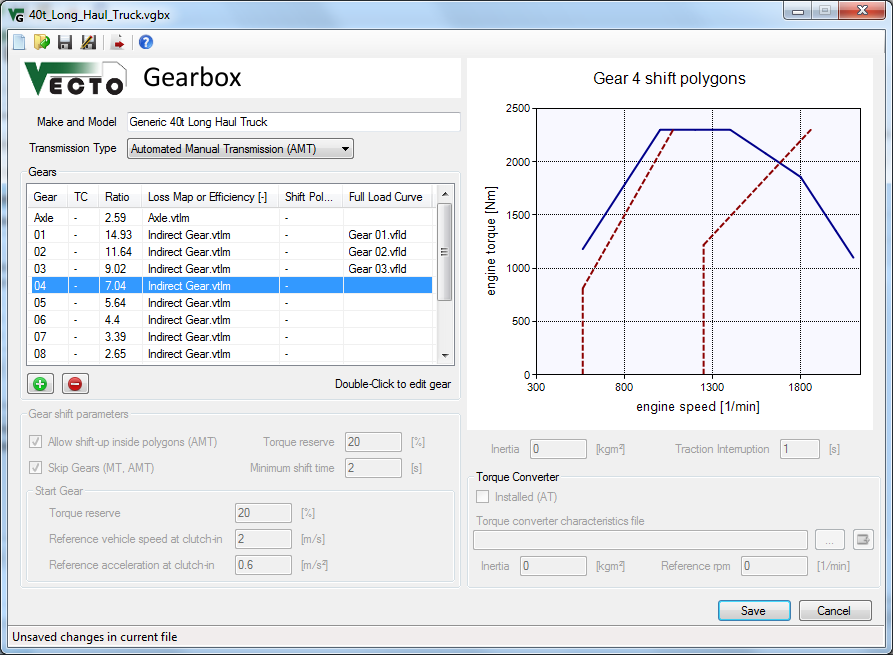 40t_Long_Haul_Truck.vgbx
VECTO Gearbox
Make and Model Generic 40t Long Haul Truck
Transmission Type Automated Manual Transmission (AMT)
Gears
Gear TC Ratio Loss Map or Efficiency [-] Shift Pol... Full Load Curve
Axle - 2.59 Axle.vtlm -
01 - 14.93 Indirect Gear.vtlm - Gear 01.vfld
02 - 11.64 Indirect Gear.vtlm - Gear 02.vfld
03 - 9.02 Indirect Gear.vtlm - Gear 03.vfld
04 - 7.04 Indirect Gear.vtlm -
05 - 5.64 Indirect Gear.vtlm -
06 - 4.4 Indirect Gear.vtlm -
07 - 3.39 Indirect Gear.vtlm -
08 - 2.65 Indirect Gear.vtlm -
Double-Click to edit gear
Gear shift parameters
Allow shift-up inside polygons (AMT) Torque reserve 20 [%]
Skip Gears (MT, AMT) Minimum shift time 2 [s]
Start Gear
Torque reserve 20 [%]
Reference vehicle speed at clutch-in 2 [m/s]
Reference acceleration at clutch-in 0.6 [m/s²]
Gear 4 shift polygons
engine torque [Nm]
2500
2000
1500
1000
500
0
300 800 1300 1800
engine speed [1/min]
Inertia 0 [kgm²] Traction Interruption 1 [s]
Torque Converter
Installed (AT)
Torque converter characteristics file
...
Inertia 0 [kgm²] Reference rpm 0 [1/min]
Save Cancel
Unsaved changes in current file